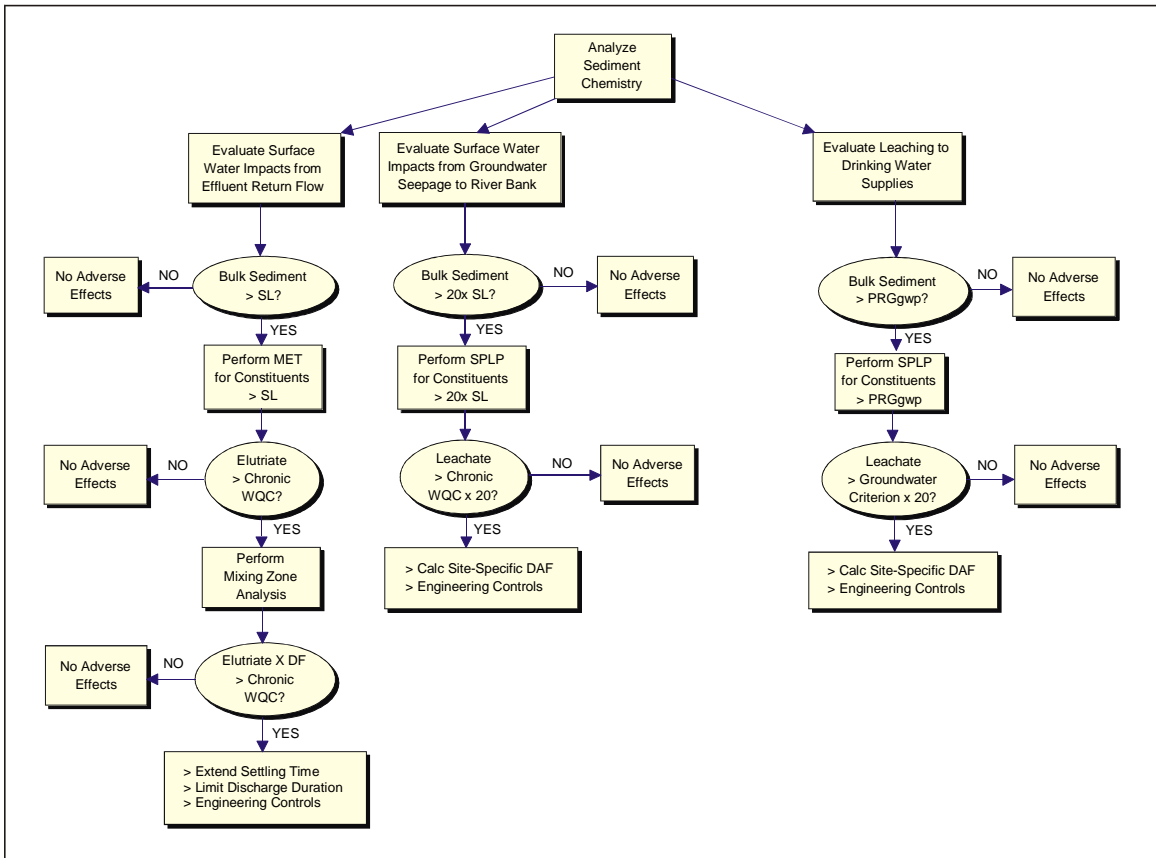 Analyze
Sediment
Chemistry
Evaluate Surface
Water Impacts from
Effluent Return Flow
Evaluate Surface Water
Impacts from Groundwater
Seepage to River Bank
Evaluate Leaching to
Drinking Water
Supplies
No Adverse
Effects
NO
Bulk Sediment
> SL?
YES
Bulk Sediment
> 20x SL?
NO
No Adverse
Effects
YES
Bulk Sediment
> PRGgwp?
NO
No Adverse
Effects
YES
Perform MET
for Constituents
> SL
Perform SPLP
for Constituents
> 20x SL
Perform SPLP
for Constituents
> PRGgwp
No Adverse
Effects
NO
Elutriate
> Chronic
WQC?
YES
Leachate
> Chronic
WQC x 20?
NO
No Adverse
Effects
YES
Leachate
> Groundwater
Criterion x 20?
NO
No Adverse
Effects
YES
Perform
Mixing Zone
Analysis
> Calc Site-Specific DAF
> Engineering Controls
> Calc Site-Specific DAF
> Engineering Controls
No Adverse
Effects
NO
Elutriate X DF
> Chronic
WQC?
YES
> Extend Settling Time
> Limit Discharge Duration
> Engineering Controls